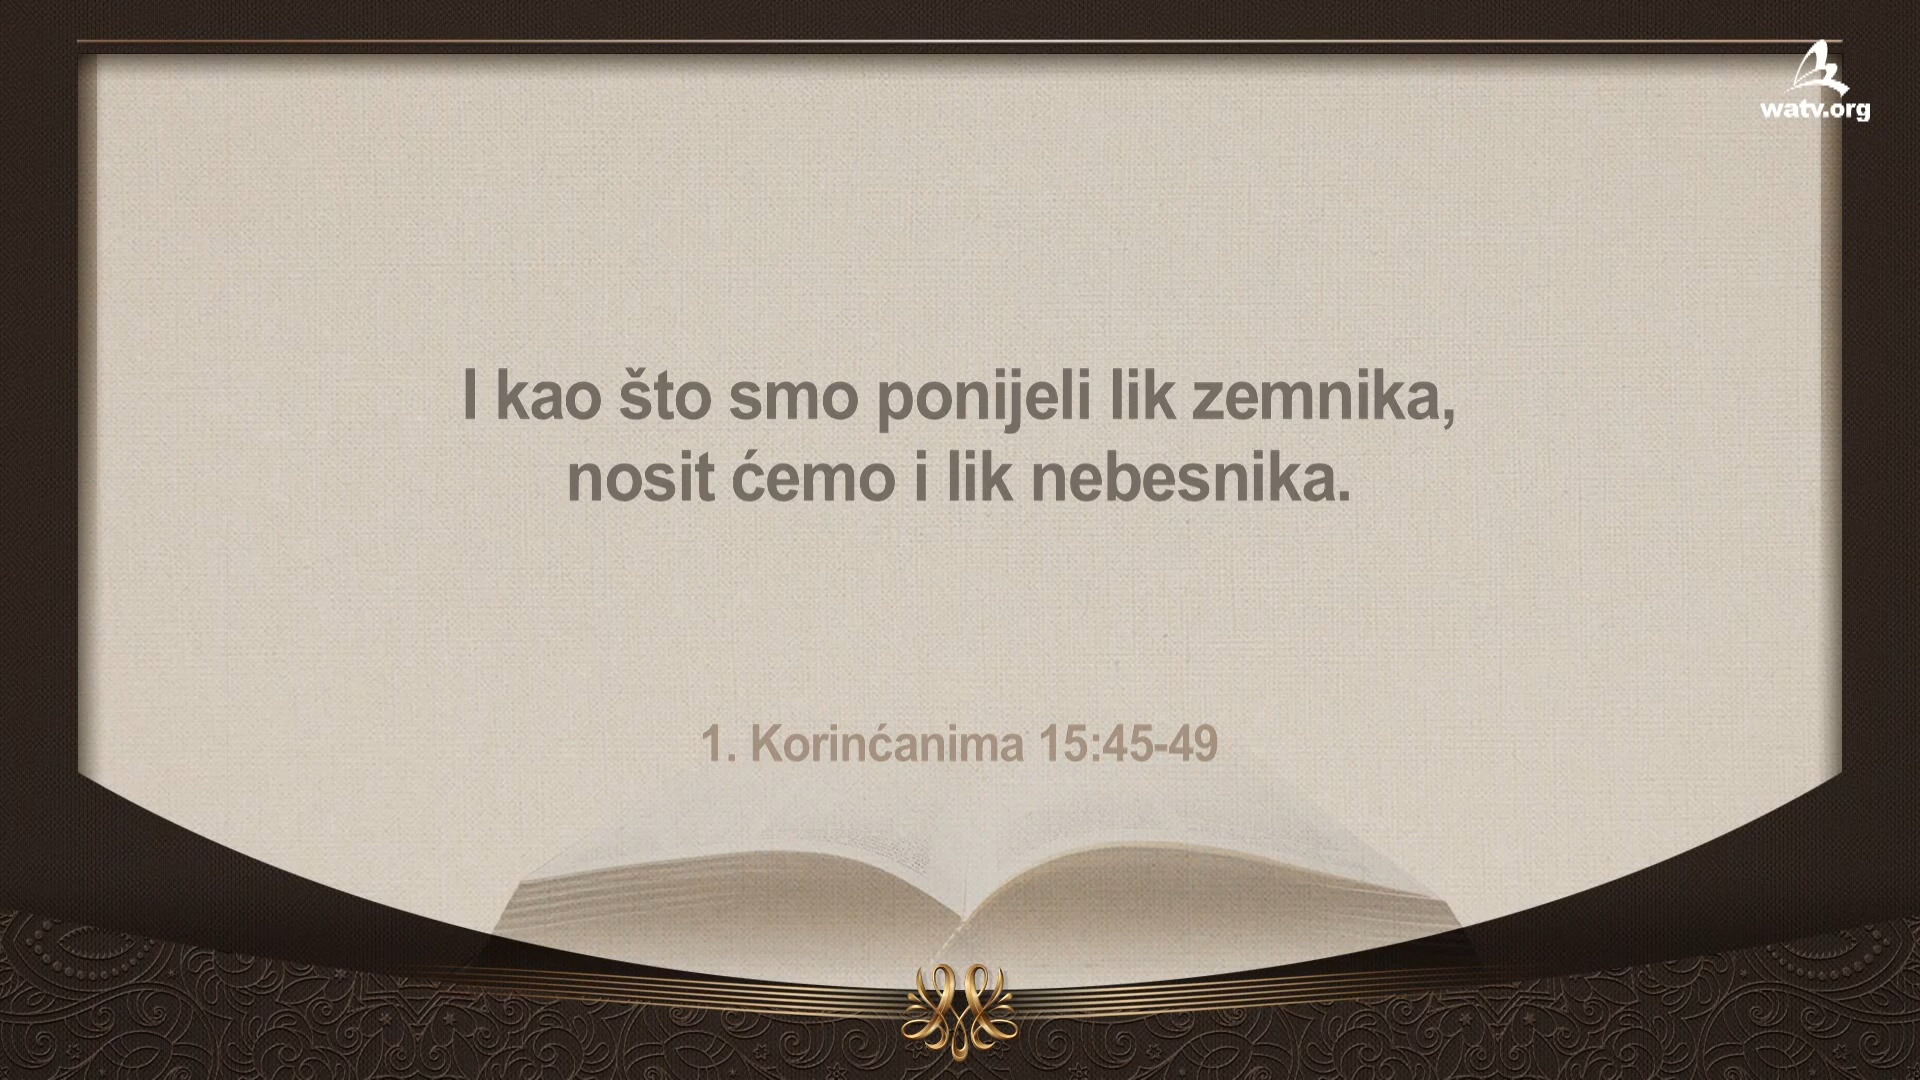 watv.org
I kao što smo ponijeli lik zemnika,
nosit ćemo i lik nebesnika.
1. Korinćanima 15:45-49